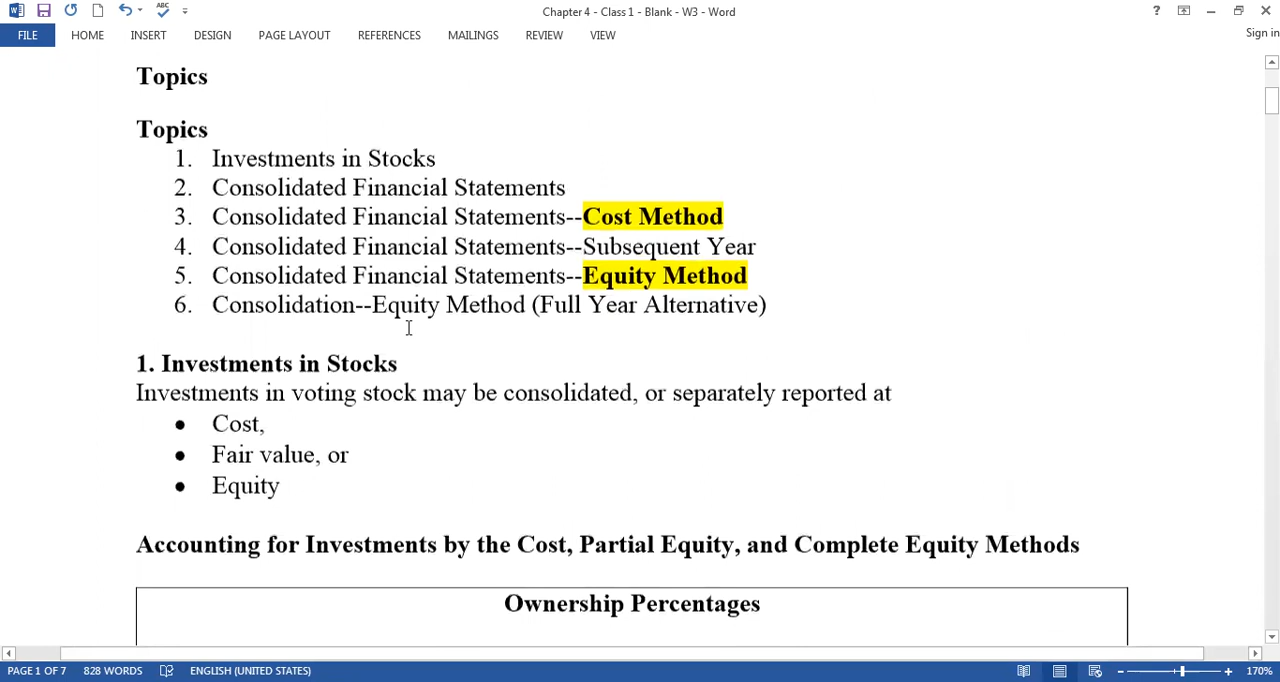 Chapter 4 - Class 1 - Blank - W3 - Word
?
FILE HOME INSERT DESIGN PAGE LAYOUT REFERENCES MAILINGS REVIEW VIEW Sign in
Topics
Topics
1. Investments in Stocks
2. Consolidated Financial Statements
3. Consolidated Financial Statements--Cost Method
4. Consolidated Financial Statements--Subsequent Year
5. Consolidated Financial Statements--Equity Method
6. Consolidation--Equity Method (Full Year Alternative)
1. Investments in Stocks
Investments in voting stock may be consolidated, or separately reported at
• Cost,
• Fair value, or
• Equity
Accounting for Investments by the Cost, Partial Equity, and Complete Equity Methods
Ownership Percentages
PAGE 1 OF 7 828 WORDS ENGLISH (UNITED STATES) 170%